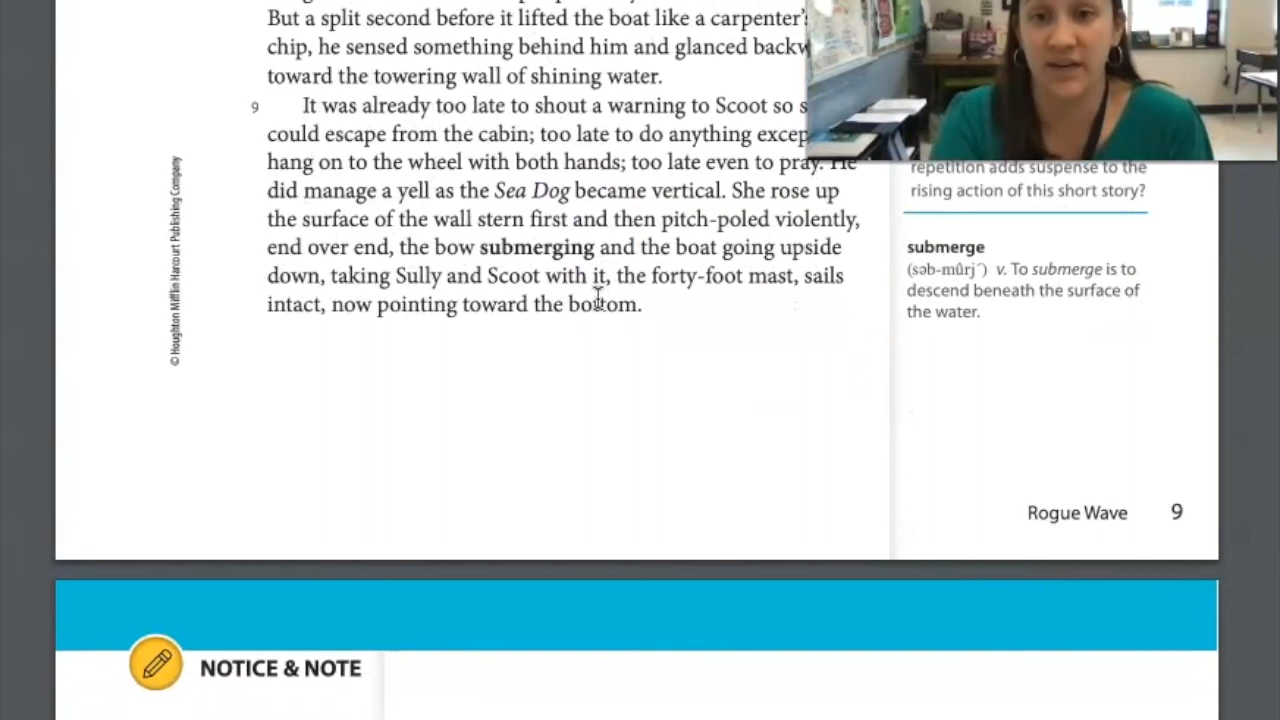 But a split second before it lifted the boat like a carpenter's
chip, he sensed something behind him and glanced
toward the towering wall of shining water.
9 It was already too late to shout a warning to Scoot so
could escape from the cabin; too late to do anything
hang on to the wheel with both hands; too late even to pray. He
did manage a yell as the Sea Dog became vertical. She rose up
the surface of the wall stern first and then pitch-poled violently,
end over end, the bow submerging and the boat going upside
down, taking Sully and Scoot with it, the forty-foot mast, sails
intact, now pointing toward the bottom.
© Houghton Mifflin Harcourt Publishing Company
repetition adds suspense to the
rising action of this short story?
submerge
(səb-mûrj´) v. To submerge is to
descend beneath the surface of
the water.
Rogue Wave 9
NOTICE & NOTE